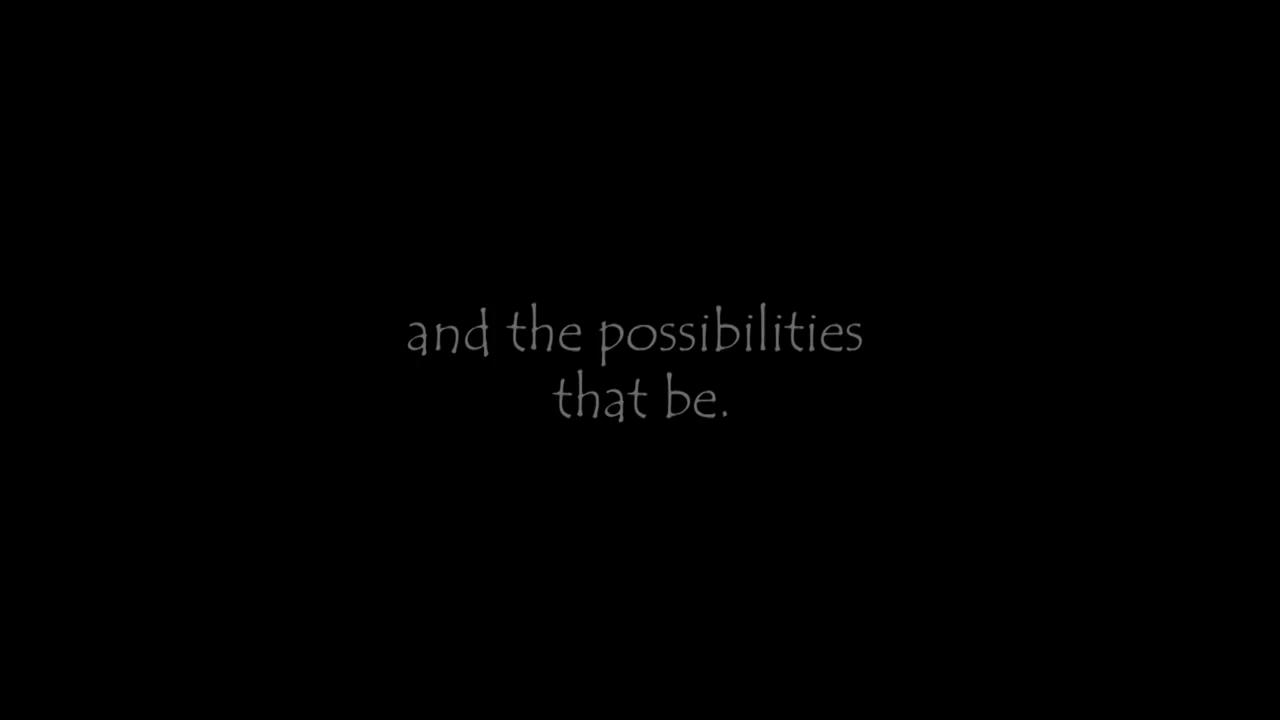 and the possibilities
that be.